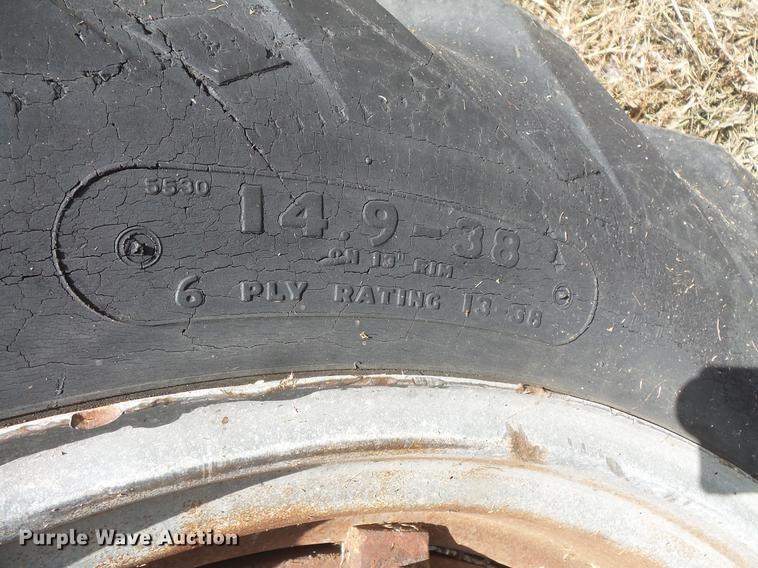 5530
14.9-38
ON 13" RIM
6 PLY RATING 13-38
Purple Wave Auction